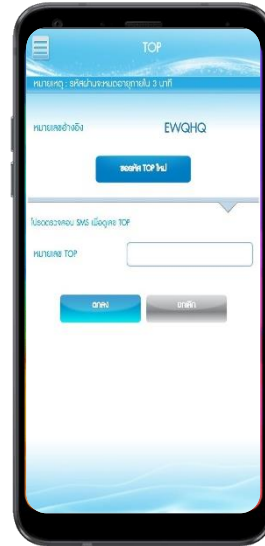 TOP
หมายเหตุ : รหัสผ่านจะหมดอายุภายใน 3 นาที
หมายเลขอ้างอิง EWQHQ
ขอรหัส TOP ใหม่
โปรดตรวจสอบ SMS เพื่อดูเลข TOP
หมายเลข TOP
ตกลง ยกเลิก